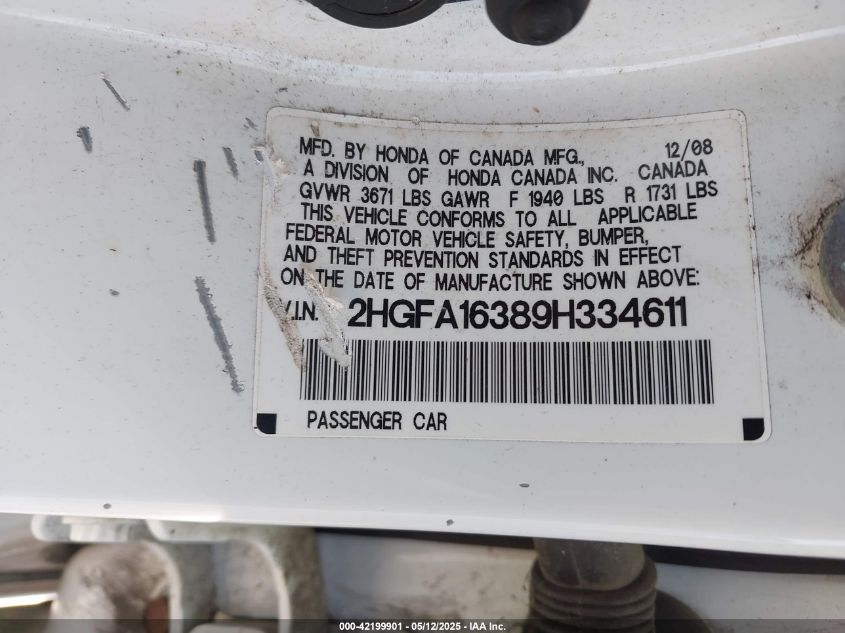 MFD. BY HONDA OF CANADA MFG., 12/08
A DIVISION OF HONDA CANADA INC. CANADA
GVWR 3671 LBS GAWR F 1940 LBS R 1731 LBS
THIS VEHICLE CONFORMS TO ALL APPLICABLE
FEDERAL MOTOR VEHICLE SAFETY, BUMPER,
AND THEFT PREVENTION STANDARDS IN EFFECT
ON THE DATE OF MANUFACTURE SHOWN ABOVE:
V.I.N. 2HGFA16389H334611
PASSENGER CAR
000-42199901 - 05/12/2025 - IAA Inc.